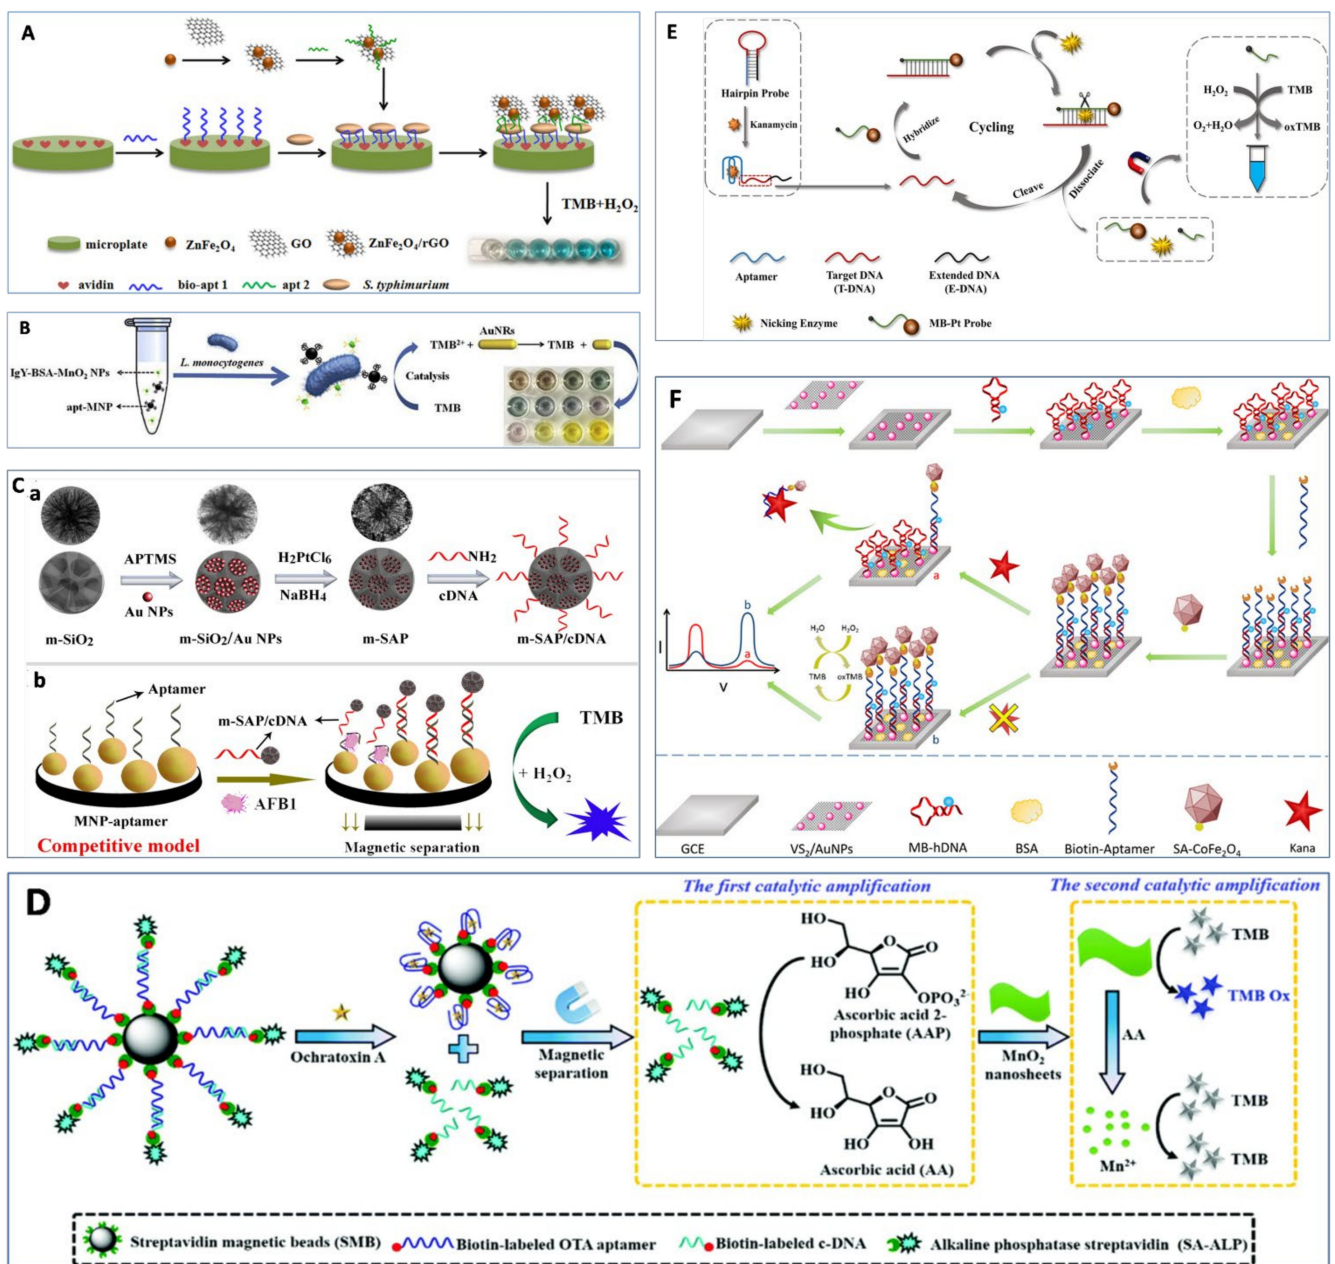 A
TMB+H₂O₂
microplate
ZnFe₂O₄
GO
ZnFe₂O₄/rGO
avidin
bio-apt 1
apt 2
S. typhimurium
B
IgY-BSA-MnO₂ NPs
apt-MNP
L. monocytogenes
AuNRs
TMB²⁺ +
TMB +
Catalysis
TMB
C
a
APTMS
Au NPs
H₂PtCl₆
NaBH₄
NH2
cDNA
m-SiO₂
m-SiO₂/Au NPs
m-SAP
m-SAP/cDNA
b
Aptamer
m-SAP/cDNA
AFB1
MNP-aptamer
Competitive model
Magnetic separation
TMB
+ H₂O₂
E
Hairpin Probe
Kanamycin
Hybridize
Cycling
Cleave
Dissociate
H₂O₂
TMB
O₂+H₂O
oxTMB
Aptamer
Target DNA
(T-DNA)
Extended DNA
(E-DNA)
Nicking Enzyme
MB-Pt Probe
F
a
I
b
a
V
H₂O
H₂O₂
TMB
oxTMB
b
GCE
VS₂/AuNPs
MB-hDNA
BSA
Biotin-Aptamer
SA-CoFe₂O₄
Kana
D
The first catalytic amplification
The second catalytic amplification
Ochratoxin A
Magnetic
separation
HO
HO
O
O
HO
OPO₃²⁻
Ascorbic acid 2-
phosphate (AAP)
HO
HO
O
O
HO
OH
Ascorbic acid (AA)
MnO₂
nanosheets
TMB
TMB Ox
AA
TMB
TMB
Mn²⁺
Streptavidin magnetic beads (SMB)
Biotin-labeled OTA aptamer
Biotin-labeled c-DNA
Alkaline phosphatase streptavidin (SA-ALP)